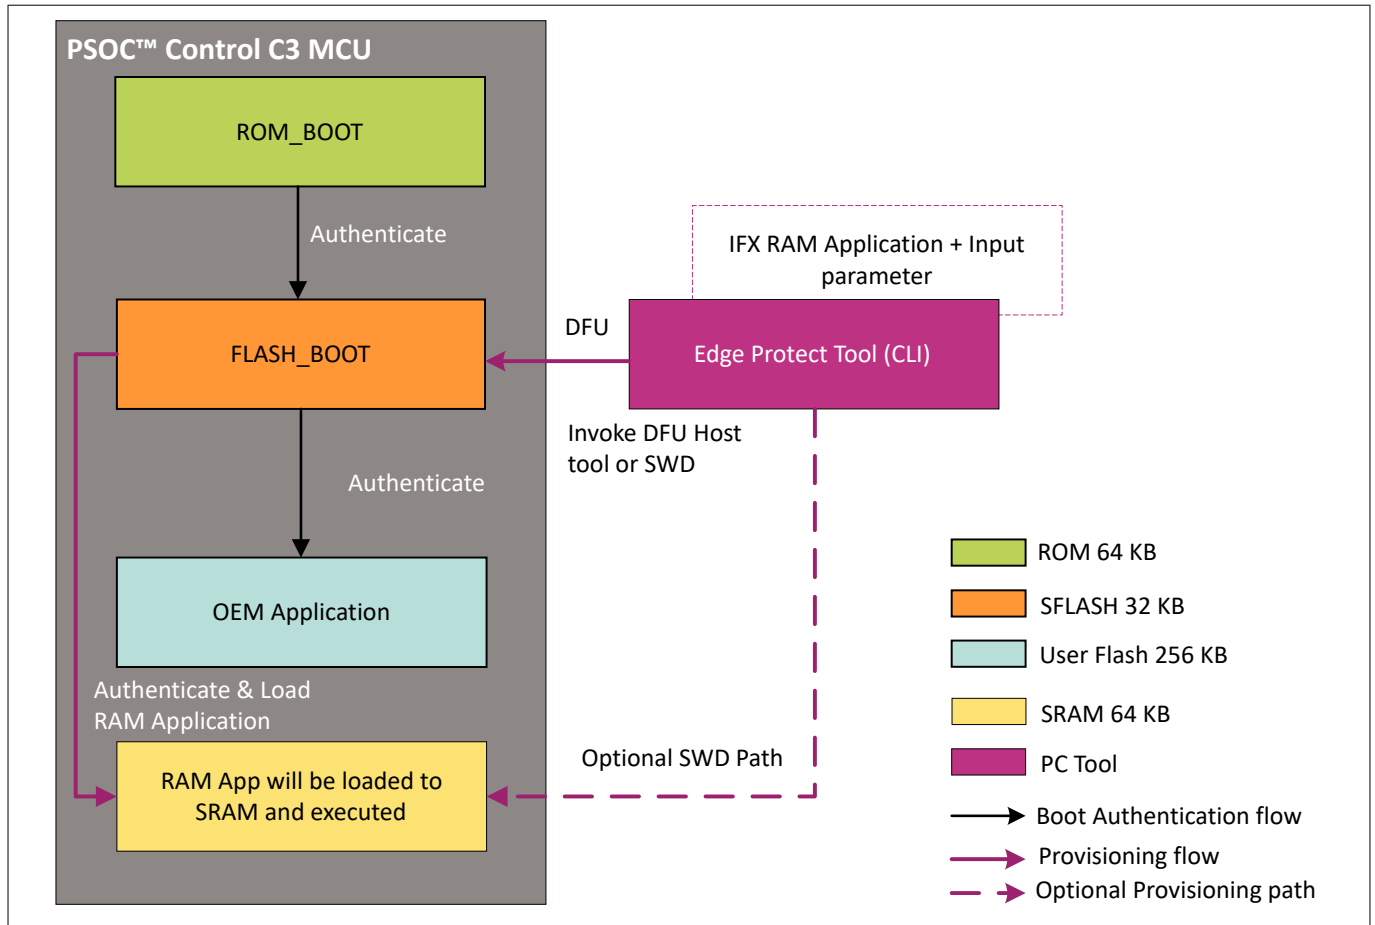 PSOC™ Control C3 MCU
ROM_BOOT
Authenticate
IFX RAM Application + Input
parameter
DFU
FLASH_BOOT
Edge Protect Tool (CLI)
Invoke DFU Host
tool or SWD
Authenticate
OEM Application
Authenticate & Load
RAM Application
RAM App will be loaded to
SRAM and executed
Optional SWD Path
ROM 64 KB
SFLASH 32 KB
User Flash 256 KB
SRAM 64 KB
PC Tool
Boot Authentication flow
Provisioning flow
Optional Provisioning path